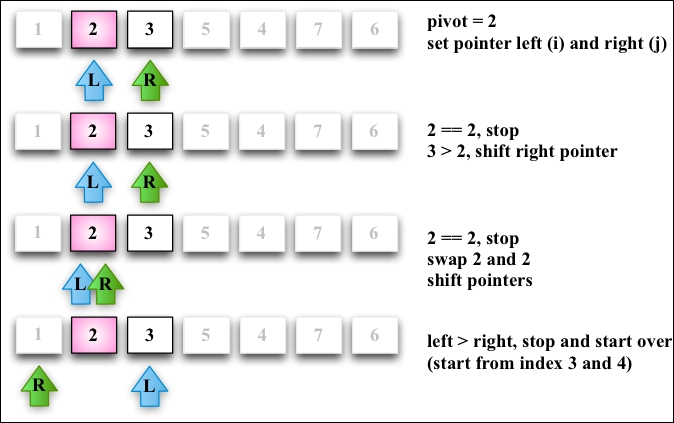 1 2 3 5 4 7 6
pivot = 2
set pointer left (i) and right (j)
L R
1 2 3 5 4 7 6
2 == 2, stop
3 > 2, shift right pointer
L R
1 2 3 5 4 7 6
2 == 2, stop
swap 2 and 2
shift pointers
L R
1 2 3 5 4 7 6
left > right, stop and start over
(start from index 3 and 4)
R L